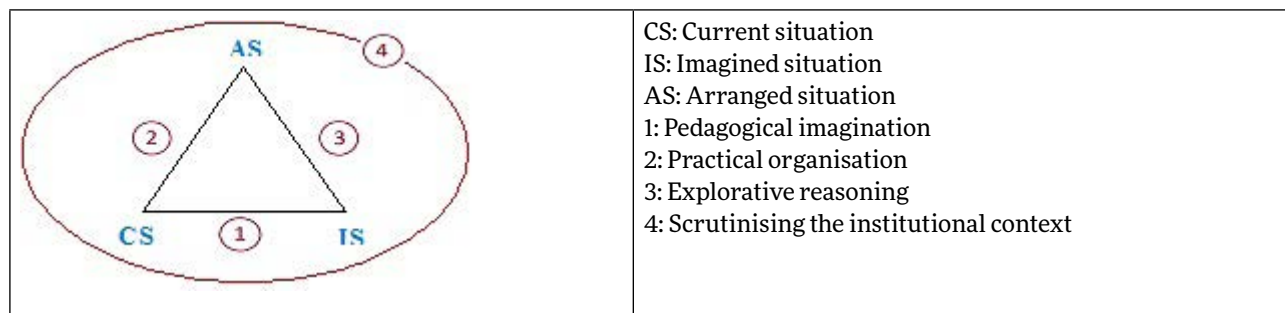 AS
4
2
3
CS
1
IS
CS: Current situation
IS: Imagined situation
AS: Arranged situation
1: Pedagogical imagination
2: Practical organisation
3: Explorative reasoning
4: Scrutinising the institutional context